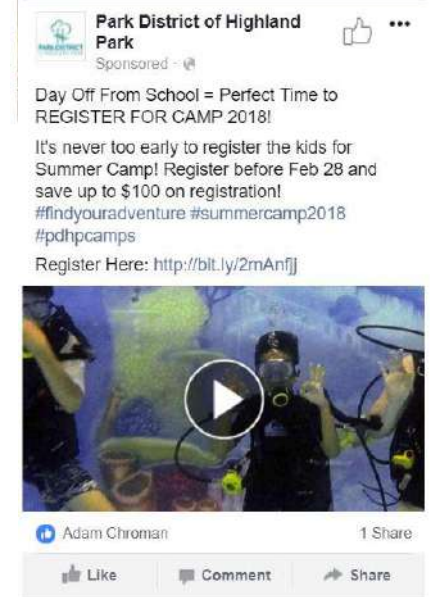 Park District of Highland
Park
Sponsored ·
Day Off From School = Perfect Time to
REGISTER FOR CAMP 2018!
It's never too early to register the kids for
Summer Camp! Register before Feb 28 and
save up to $100 on registration!
#findyouradventure #summercamp2018
#pdhpcamps
Register Here: http://bit.ly/2mAnfjj
Adam Chroman 1 Share
Like Comment Share